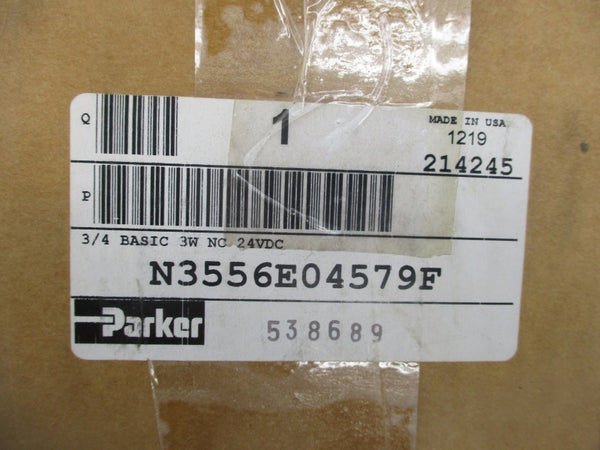 Q
1
MADE IN USA
1219
214245
P
3/4 BASIC 3W NC 24VDC
N3556E04579F
Parker
538689